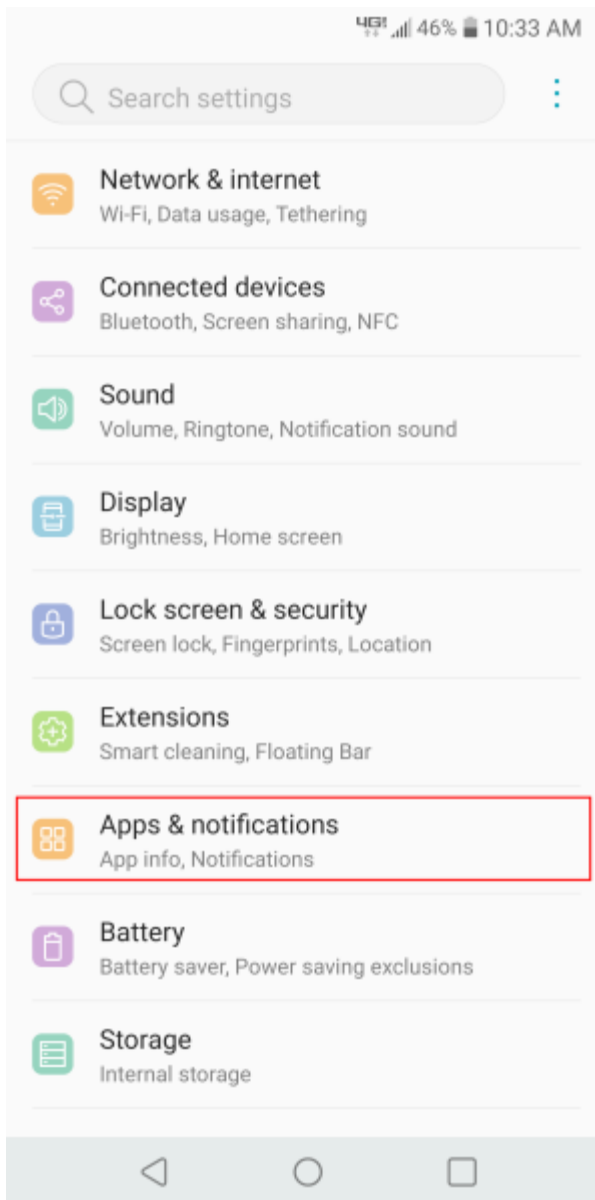 4G 46% 10:33 AM
Search settings
Network & internet
Wi-Fi, Data usage, Tethering
Connected devices
Bluetooth, Screen sharing, NFC
Sound
Volume, Ringtone, Notification sound
Display
Brightness, Home screen
Lock screen & security
Screen lock, Fingerprints, Location
Extensions
Smart cleaning, Floating Bar
Apps & notifications
App info, Notifications
Battery
Battery saver, Power saving exclusions
Storage
Internal storage